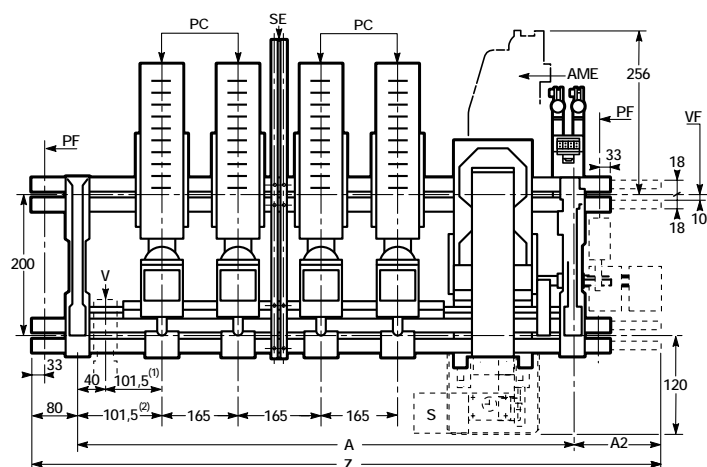 PC SE PC
AME 256
PF PF VF
33 18
10
18
200
V
33
40 101,5(1)
120
80 101,5(2) 165 165 165 S
A A2
Z